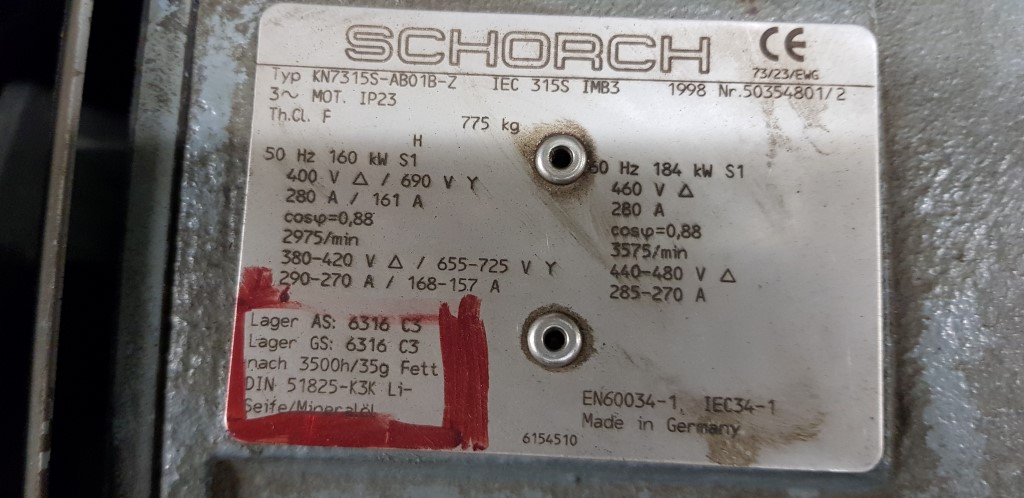 SCHORCH CE
73/23/EWG
Typ KN7315S-AB01B-Z IEC 315S IMB3 1998 Nr.50354801/2
3~ MOT. IP23
Th.Cl. F 775 kg
H
50 Hz 160 kW S1
400 V Δ / 690 V Y
280 A / 161 A
cosφ=0,88
2975/min
380-420 V Δ / 655-725 V Y
290-270 A / 168-157 A
60 Hz 184 kW S1
460 V Δ
280 A
cosφ=0,88
3575/min
440-480 V Δ
285-270 A
Lager AS: 6316 C3
Lager GS: 6316 C3
nach 3500h/35g Fett
DIN 51825-K3K Li-
Seife/Mineralöl
EN60034-1, IEC34-1
Made in Germany
6154510